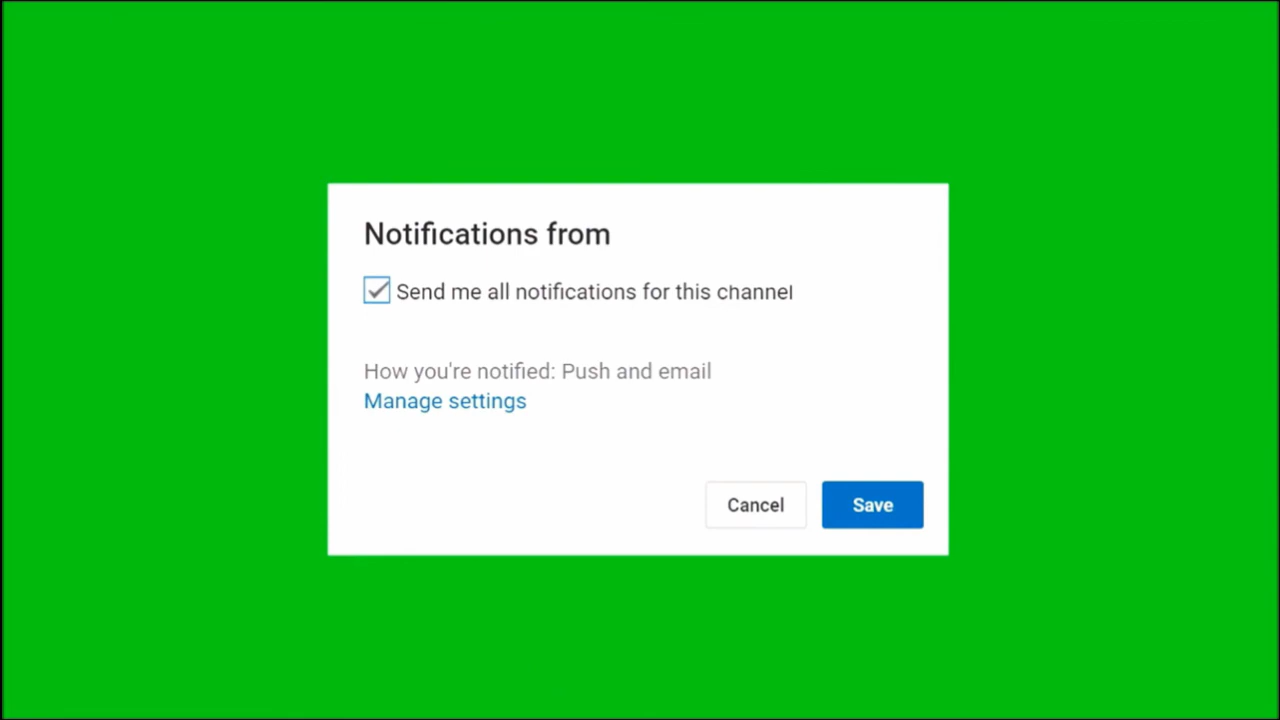 Notifications from
Send me all notifications for this channel
How you're notified: Push and email
Manage settings
Cancel
Save